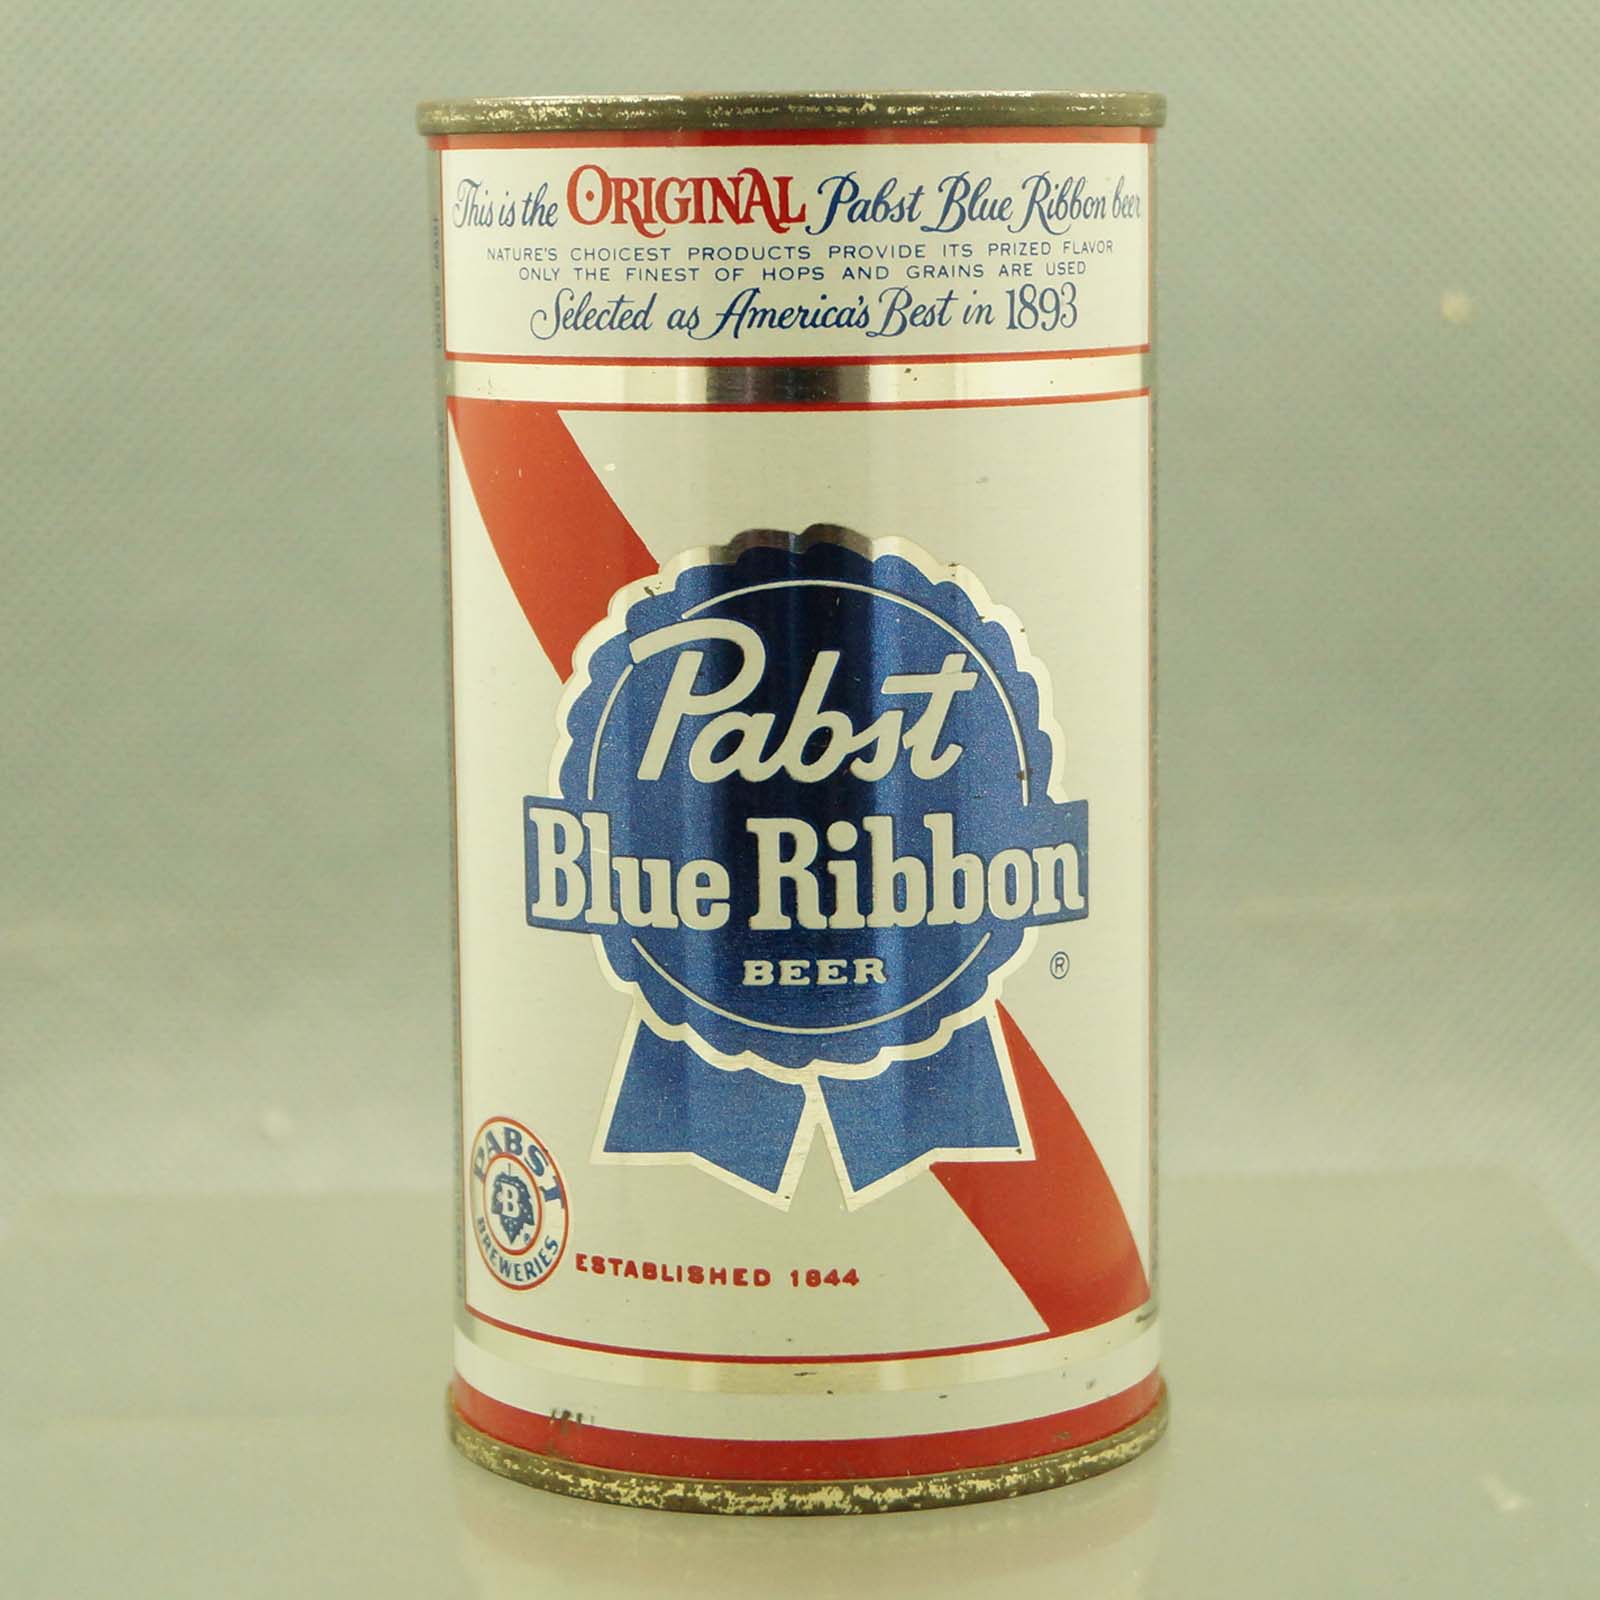 This is the ORIGINAL Pabst Blue Ribbon beer
NATURE'S CHOICEST PRODUCTS PROVIDE ITS PRIZED FLAVOR
ONLY THE FINEST OF HOPS AND GRAINS ARE USED
Selected as America's Best in 1893
Pabst
Blue Ribbon
BEER
®
PABST
B
BREWERIES
ESTABLISHED 1844